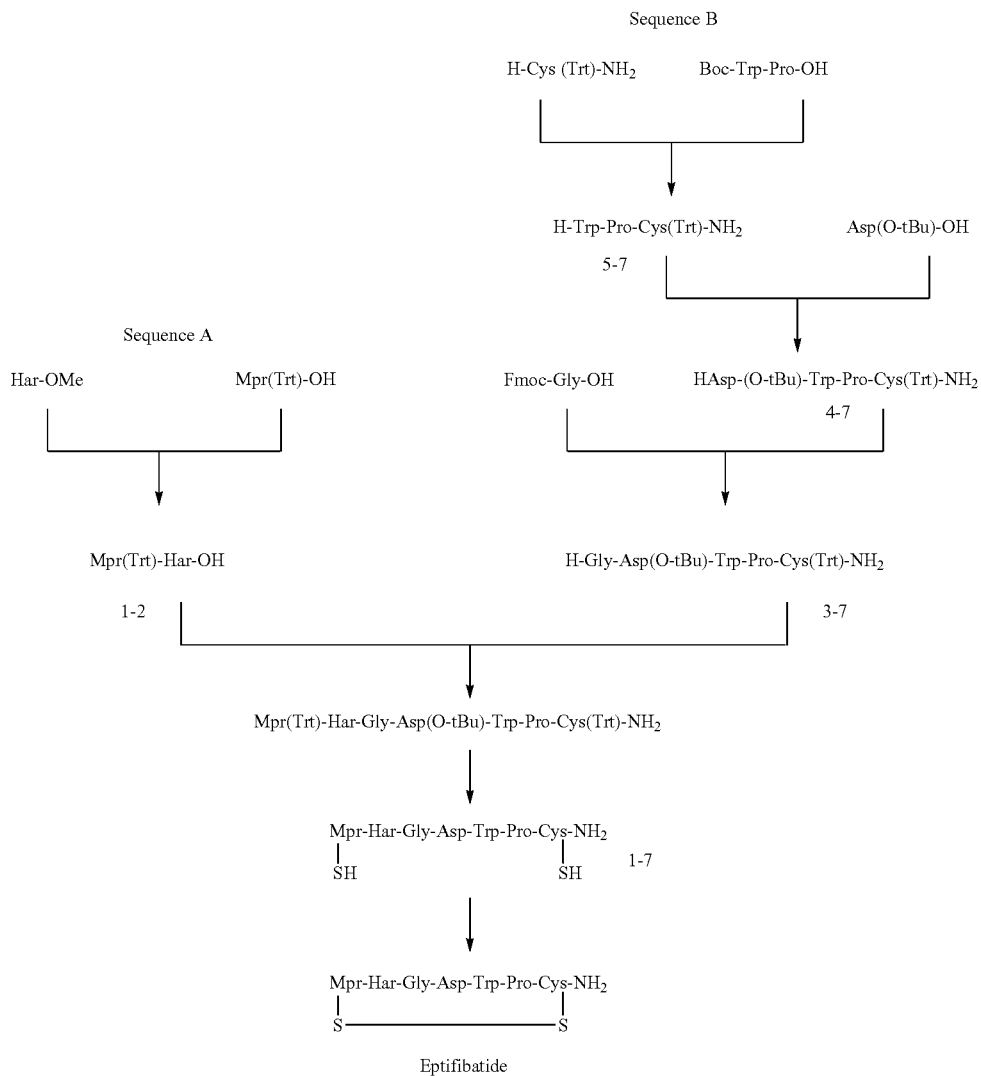 Sequence B
H-Cys (Trt)-NH2
Boc-Trp-Pro-OH
H-Trp-Pro-Cys(Trt)-NH2
Asp(O-tBu)-OH
5-7
Sequence A
Har-OMe
Mpr(Trt)-OH
Fmoc-Gly-OH
HAsp-(O-tBu)-Trp-Pro-Cys(Trt)-NH2
4-7
Mpr(Trt)-Har-OH
H-Gly-Asp(O-tBu)-Trp-Pro-Cys(Trt)-NH2
1-2
3-7
Mpr(Trt)-Har-Gly-Asp(O-tBu)-Trp-Pro-Cys(Trt)-NH2
Mpr-Har-Gly-Asp-Trp-Pro-Cys-NH2
SH
SH
1-7
Mpr-Har-Gly-Asp-Trp-Pro-Cys-NH2
S
S
Eptifibatide